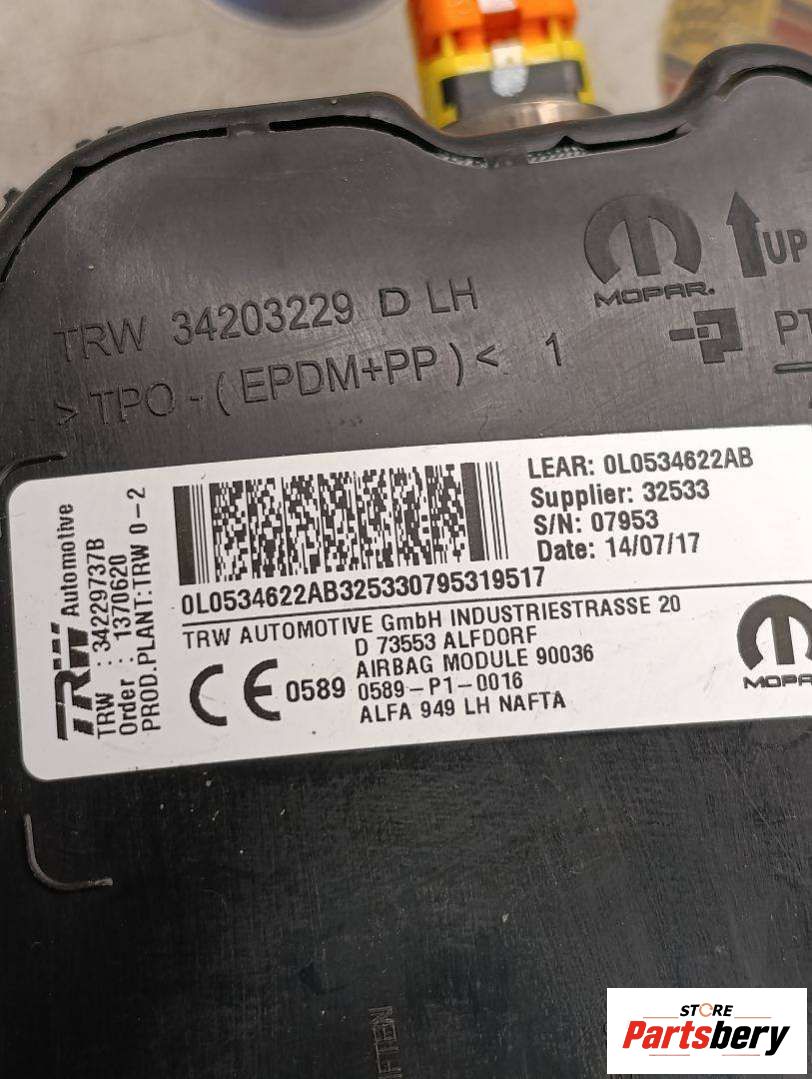 MOPAR.
UP
TRW 34203229 D LH
>TPO-(EPDM+PP)< 1
LEAR: 0L0534622AB
Supplier: 32533
S/N: 07953
Date: 14/07/17
0L0534622AB325330795319517
TRW AUTOMOTIVE GmbH INDUSTRIESTRASSE 20
D 73553 ALFDORF
AIRBAG MODULE 90036
CE 0589 0589-P1-0016
ALFA 949 LH NAFTA
TRW Automotive
TRW : 34229737B
Order : 1370620
PROD.PLANT:TRW 0-2
STORE
Partsbery